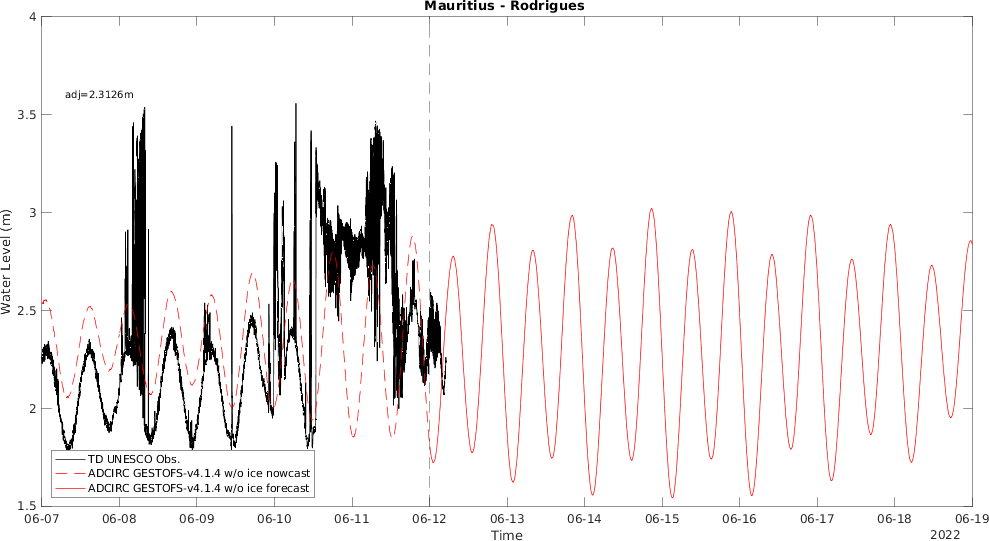 Mauritius - Rodrigues
4
adj=2.3126m
3.5
3
Water Level (m)
2.5
2
TD UNESCO Obs.
ADCIRC GESTOFS-v4.1.4 w/o ice nowcast
ADCIRC GESTOFS-v4.1.4 w/o ice forecast
1.5
06-07 06-08 06-09 06-10 06-11 06-12 06-13 06-14 06-15 06-16 06-17 06-18 06-19
Time
2022